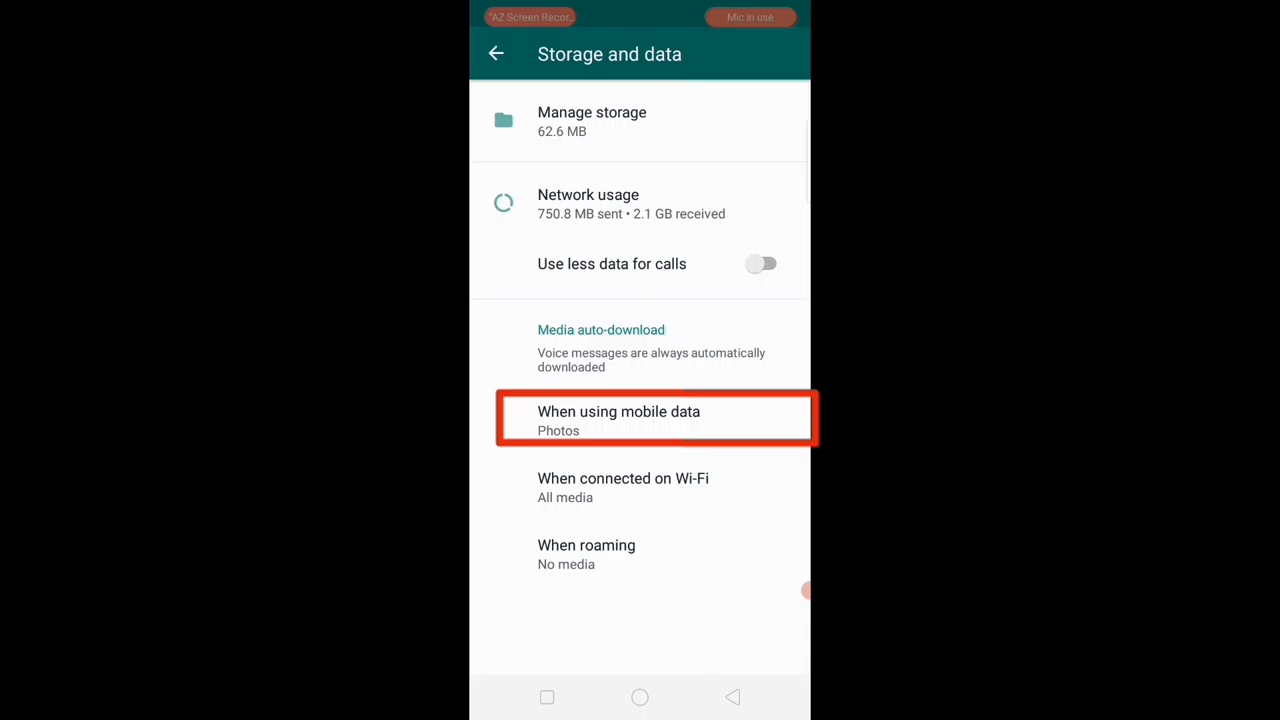 "AZ Screen Recor..
Mic in use
Storage and data
Manage storage
62.6 MB
Network usage
750.8 MB sent • 2.1 GB received
Use less data for calls
Media auto-download
Voice messages are always automatically
downloaded
When using mobile data
Photos
When connected on Wi-Fi
All media
When roaming
No media